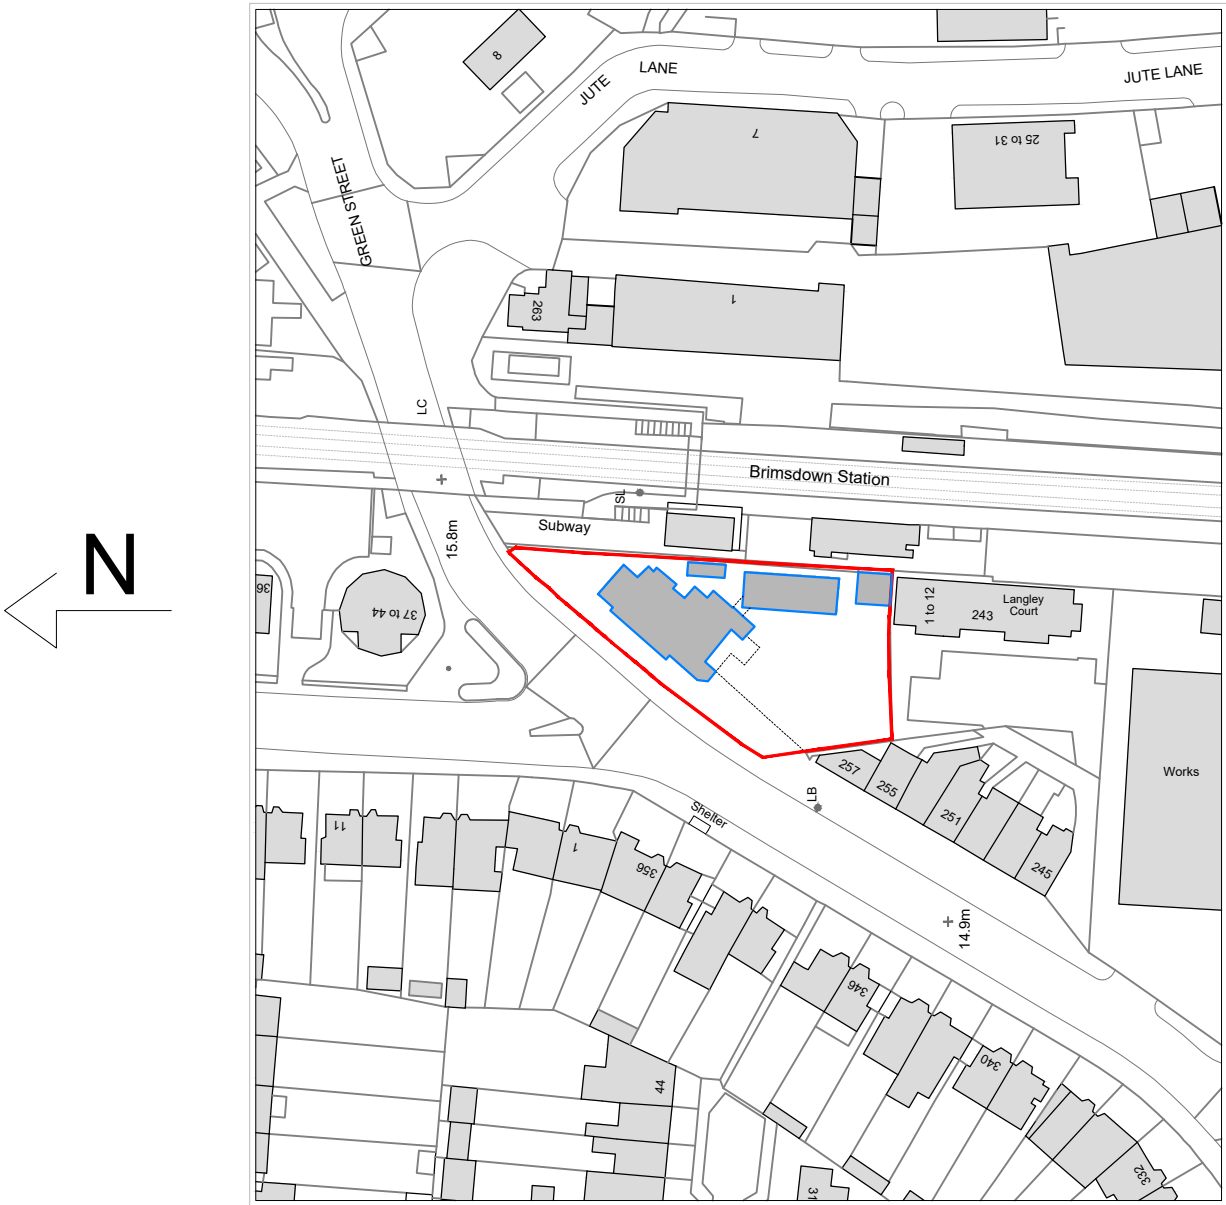 8
JUTE
LANE
JUTE LANE
7
25 to 31
GREEN STREET
263
1
LC
Brimsdown Station
SL
Subway
15.8m
N
36
37 to 44
1 to 12
243
Langley
Court
257
255
251
245
Works
LB
Shelter
11
1
356
346
14.9m
340
44
332
31